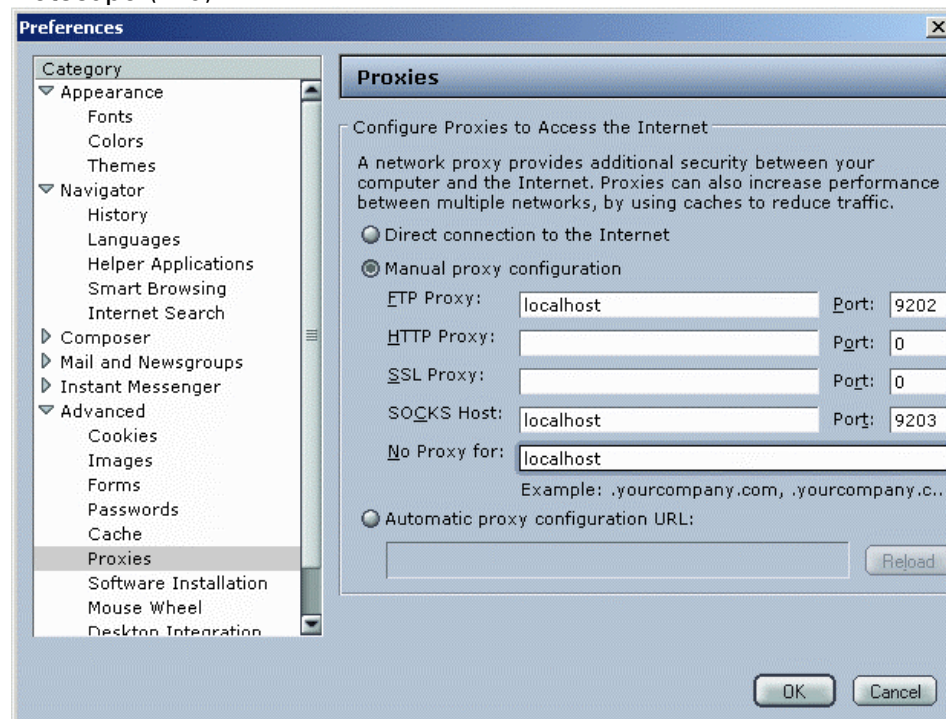 Preferences
Category
Appearance
Fonts
Colors
Themes
Navigator
History
Languages
Helper Applications
Smart Browsing
Internet Search
Composer
Mail and Newsgroups
Instant Messenger
Advanced
Cookies
Images
Forms
Passwords
Cache
Proxies
Software Installation
Mouse Wheel
Desktop Integration
Proxies
Configure Proxies to Access the Internet
A network proxy provides additional security between your
computer and the Internet. Proxies can also increase performance
between multiple networks, by using caches to reduce traffic.
Direct connection to the Internet
Manual proxy configuration
FTP Proxy: localhost Port: 9202
HTTP Proxy: Port: 0
SSL Proxy: Port: 0
SOCKS Host: localhost Port: 9203
No Proxy for: localhost
Example: .yourcompany.com, .yourcompany.c...
Automatic proxy configuration URL:
Reload
OK Cancel